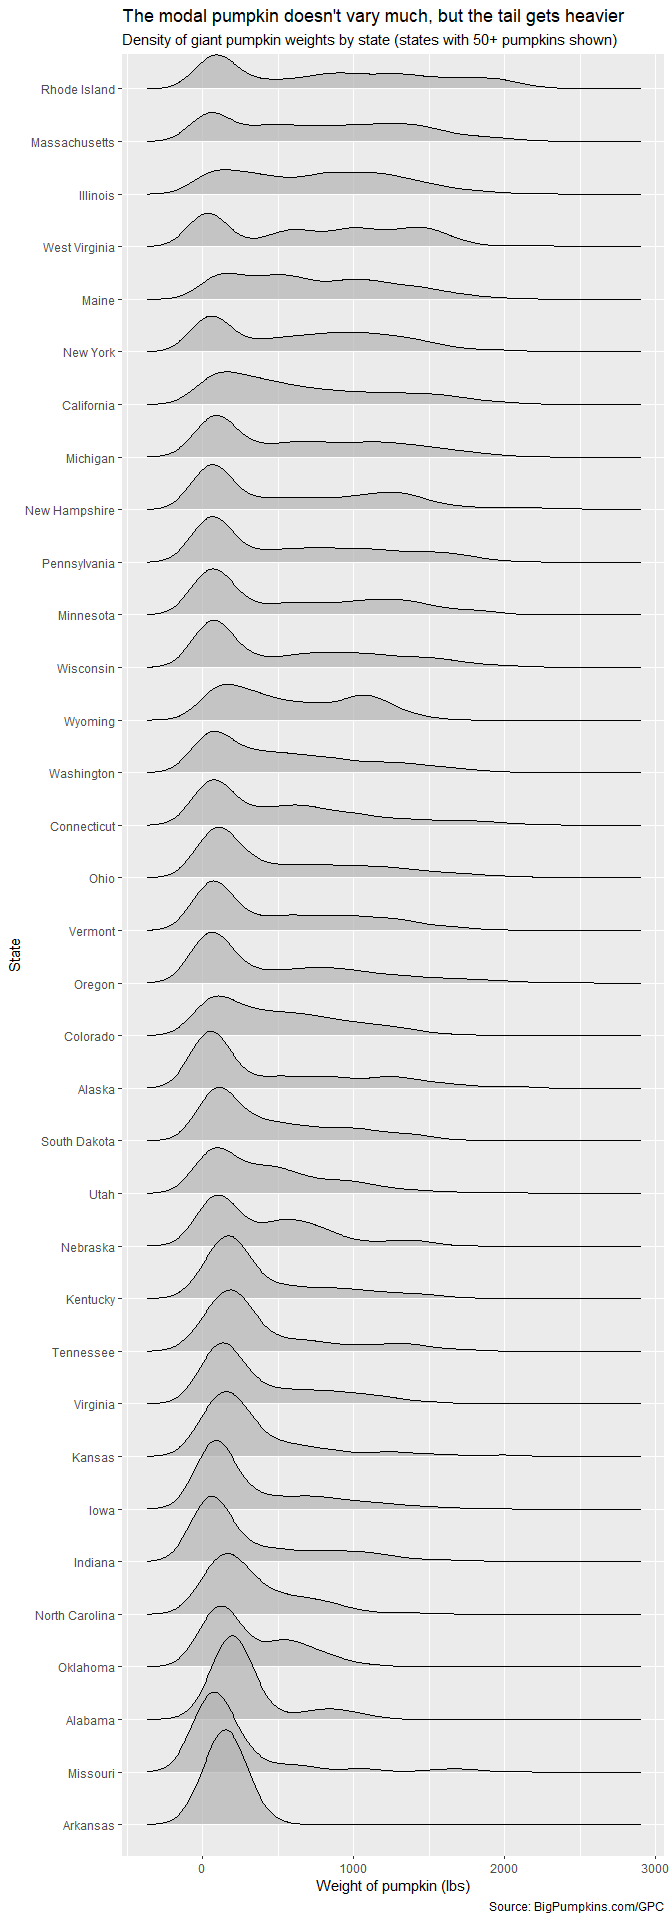 The modal pumpkin doesn't vary much, but the tail gets heavier
Density of giant pumpkin weights by state (states with 50+ pumpkins shown)
Rhode Island
Massachusetts
Illinois
West Virginia
Maine
New York
California
Michigan
New Hampshire
Pennsylvania
Minnesota
Wisconsin
Wyoming
Washington
Connecticut
Ohio
Vermont
State
Oregon
Colorado
Alaska
South Dakota
Utah
Nebraska
Kentucky
Tennessee
Virginia
Kansas
Iowa
Indiana
North Carolina
Oklahoma
Alabama
Missouri
Arkansas
0 1000 2000 3000
Weight of pumpkin (lbs)
Source: BigPumpkins.com/GPC